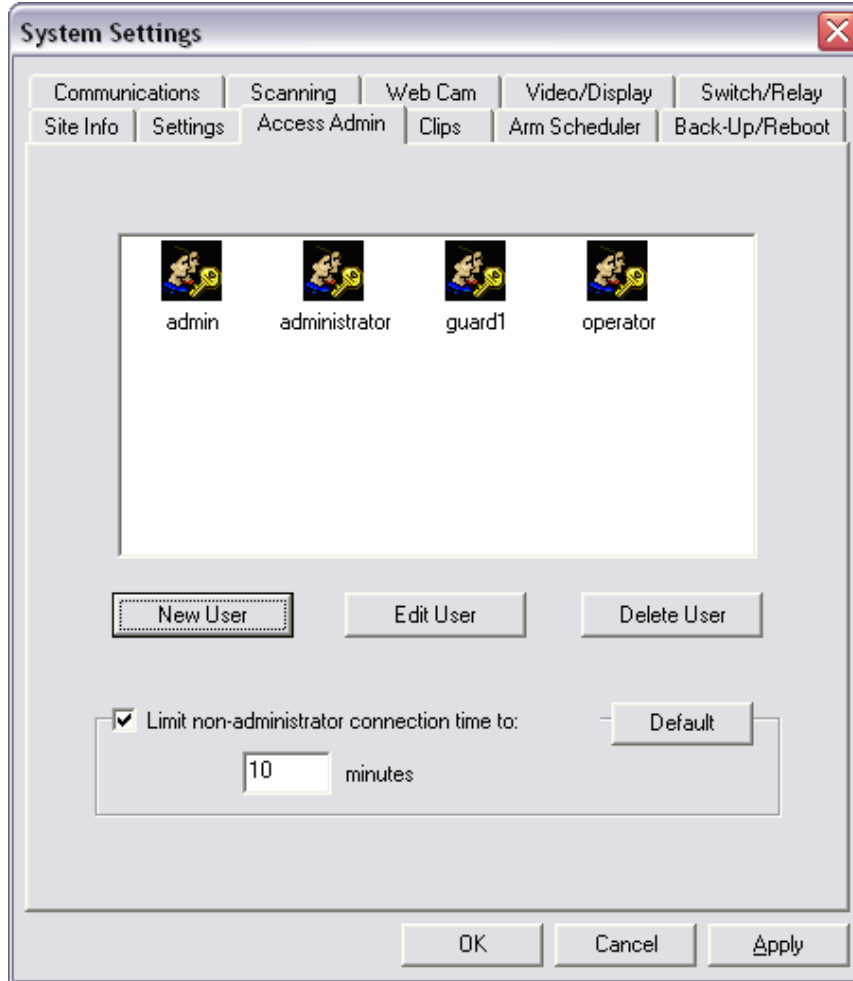 System Settings
Communications Scanning Web Cam Video/Display Switch/Relay
Site Info Settings Access Admin Clips Arm Scheduler Back-Up/Reboot
admin administrator guard1 operator
New User Edit User Delete User
Limit non-administrator connection time to: Default
10 minutes
OK Cancel Apply